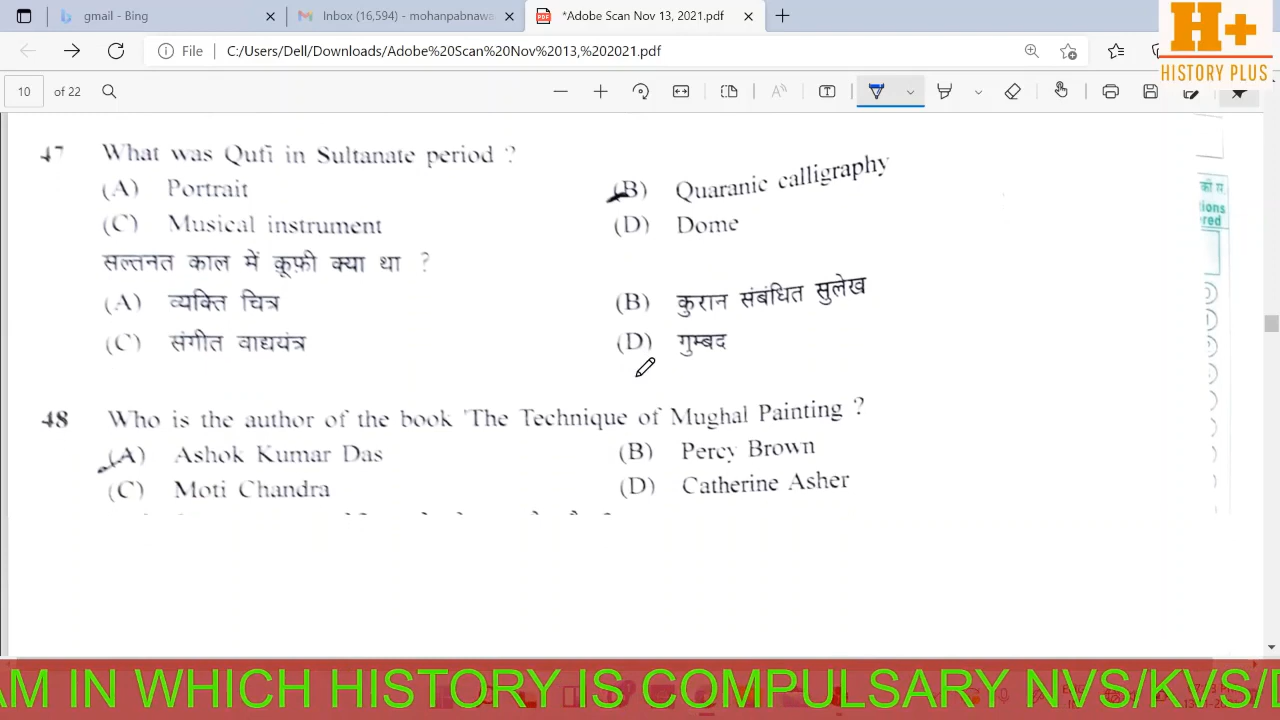 gmail - Bing
Inbox (16,594) - mohanpabnawa
*Adobe Scan Nov 13, 2021.pdf
File
C:/Users/Dell/Downloads/Adobe%20Scan%20Nov%2013,%202021.pdf
H+
HISTORY PLUS
10 of 22
47 What was Qufi in Sultanate period ?
(A) Portrait (B) Quaranic calligraphy
(C) Musical instrument (D) Dome
सल्तनत काल में क़ूफ़ी क्या था ?
(A) व्यक्ति चित्र (B) कुरान संबंधित सुलेख
(C) संगीत वाद्ययंत्र (D) गुम्बद
48 Who is the author of the book 'The Technique of Mughal Painting ?
(A) Ashok Kumar Das (B) Percy Brown
(C) Moti Chandra (D) Catherine Asher
की सं
tions
red
AM IN WHICH HISTORY IS COMPULSARY NVS/KVS/D